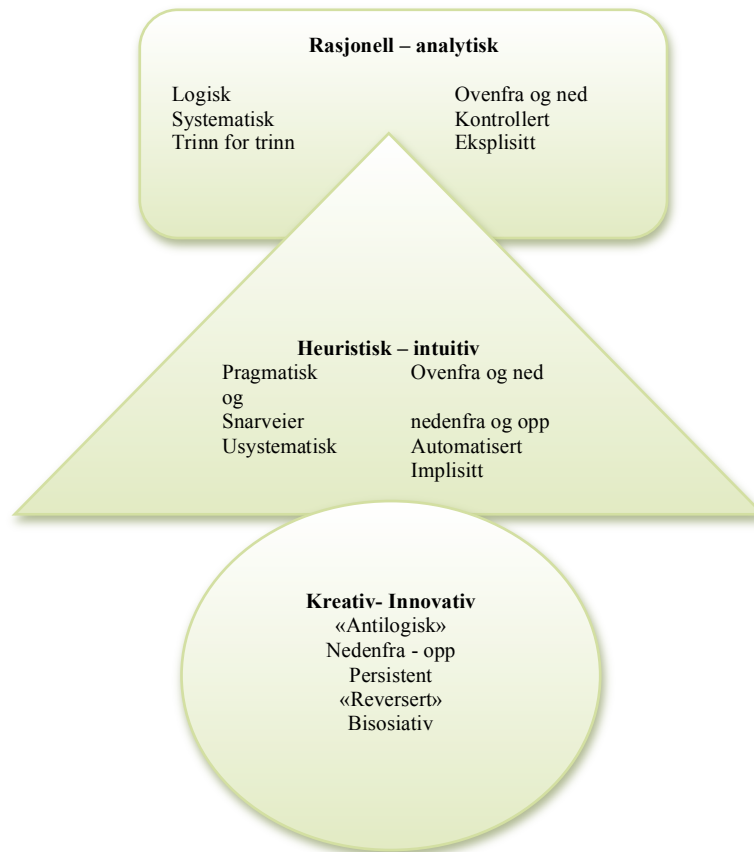 Rasjonell – analytisk
Logisk Ovenfra og ned
Systematisk Kontrollert
Trinn for trinn Eksplisitt
Heuristisk – intuitiv
Pragmatisk Ovenfra og ned
og
Snarveier nedenfra og opp
Usystematisk Automatisert
Implisitt
Kreativ- Innovativ
«Antilogisk»
Nedenfra - opp
Persistent
«Reversert»
Bisosiativ